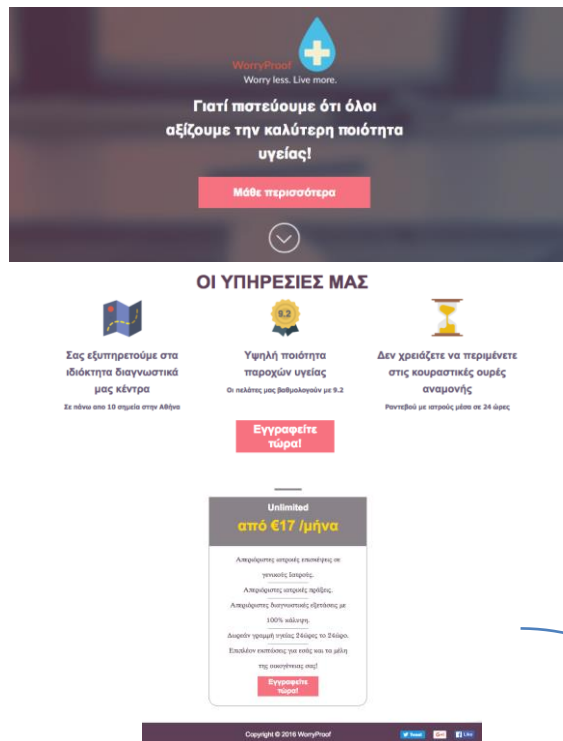 WorryProof
Worry less. Live more.
Γιατί πιστεύουμε ότι όλοι
αξίζουμε την καλύτερη ποιότητα
υγείας!
Μάθε περισσότερα
ΟΙ ΥΠΗΡΕΣΙΕΣ ΜΑΣ
9.2
Σας εξυπηρετούμε στα
ιδιόκτητα διαγνωστικά
μας κέντρα
Σε πάνω απο 10 σημεία στην Αθήνα
Υψηλή ποιότητα
παροχών υγείας
Οι πελάτες μας βαθμολογούν με 9.2
Δεν χρειάζετε να περιμένετε
στις κουραστικές ουρές
αναμονής
Ραντεβού με ιατρούς μέσα σε 24 ώρες
Εγγραφείτε
τώρα!
Unlimited
από €17 /μήνα
Απεριόριστες ιατρικές επισκέψεις σε
γενικούς Ιατρούς.
Απεριόριστες ιατρικές πράξεις.
Απεριόριστες διαγνωστικές εξετάσεις με
100% κάλυψη.
Δωρεάν γραμμή υγείας 24ώρες το 24ώρο.
Επιπλέον εκπτώσεις για εσάς και τα μέλη
της οικογένειας σας!
Εγγραφείτε
τώρα!
Copyright © 2016 WorryProof
Tweet
G+1
Like